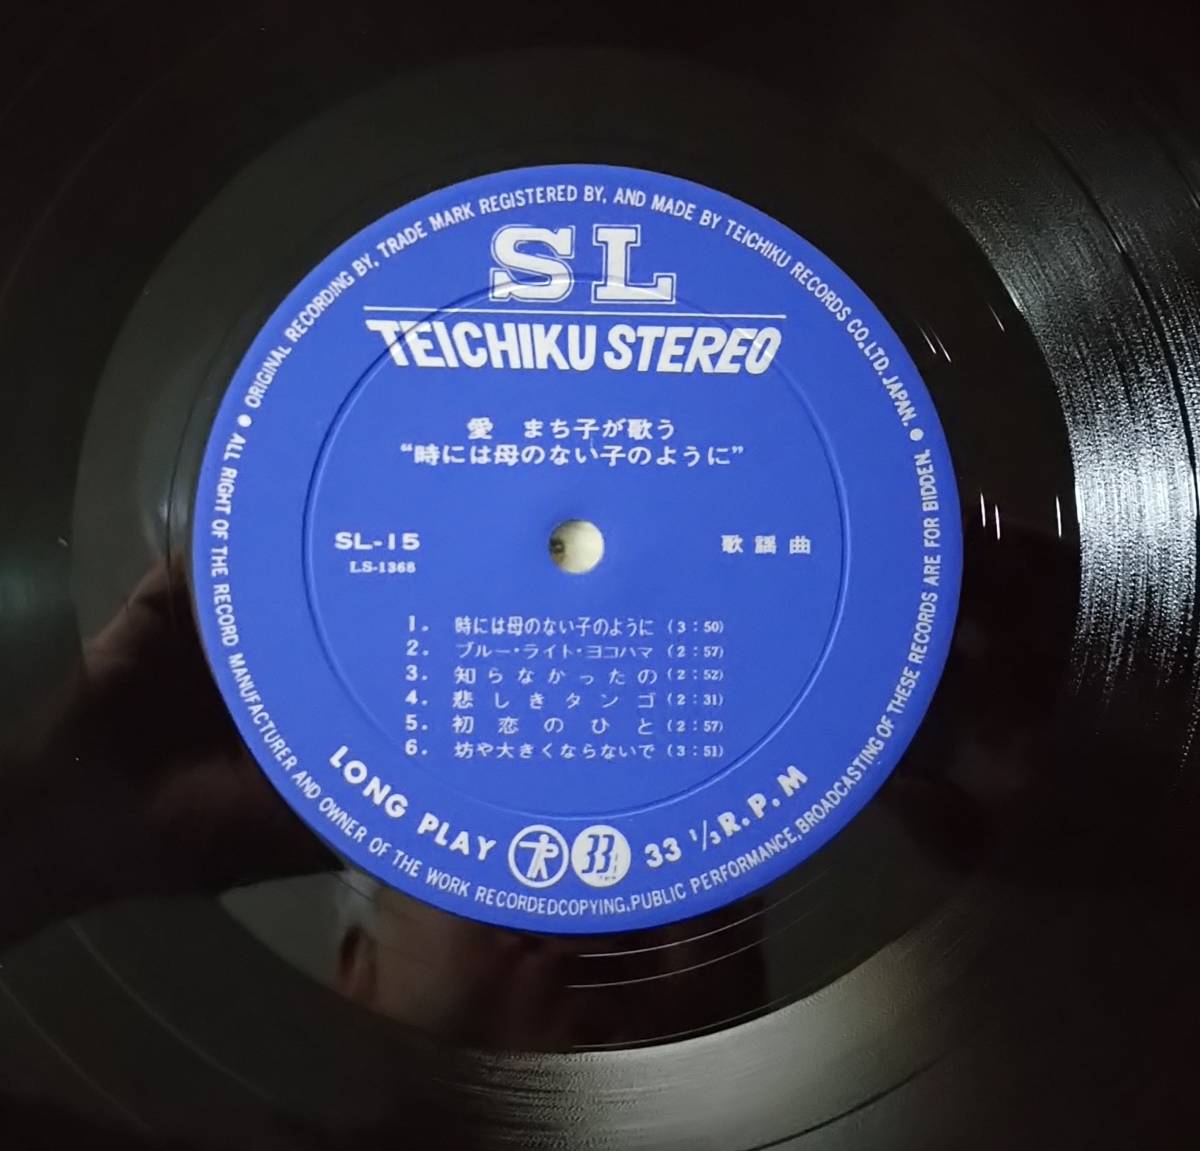 ORIGINAL RECORDING BY. TRADE MARK REGISTERED BY. AND MADE BY TEICHIKU RECORDS CO.LTD. JAPAN.
SL
TEICHIKU STEREO
愛 まち子が歌う
“時には母のない子のように”
SL-15
LS-1368
歌謡曲
1. 時には母のない子のように (3:50)
2. ブルー・ライト・ヨコハマ (2:57)
3. 知らなかったの (2:52)
4. 悲しきタンゴ (2:31)
5. 初恋のひと (2:57)
6. 坊や大きくならないで (3:51)
LONG PLAY
33 1/3 R.P.M
ALL RIGHT OF THE RECORD MANUFACTURER AND OWNER OF THE WORK RECORDEDCOPYING.PUBLIC PERFORMANCE,BROADCASTING OF THESE RECORDS ARE FOR BIDDEN.